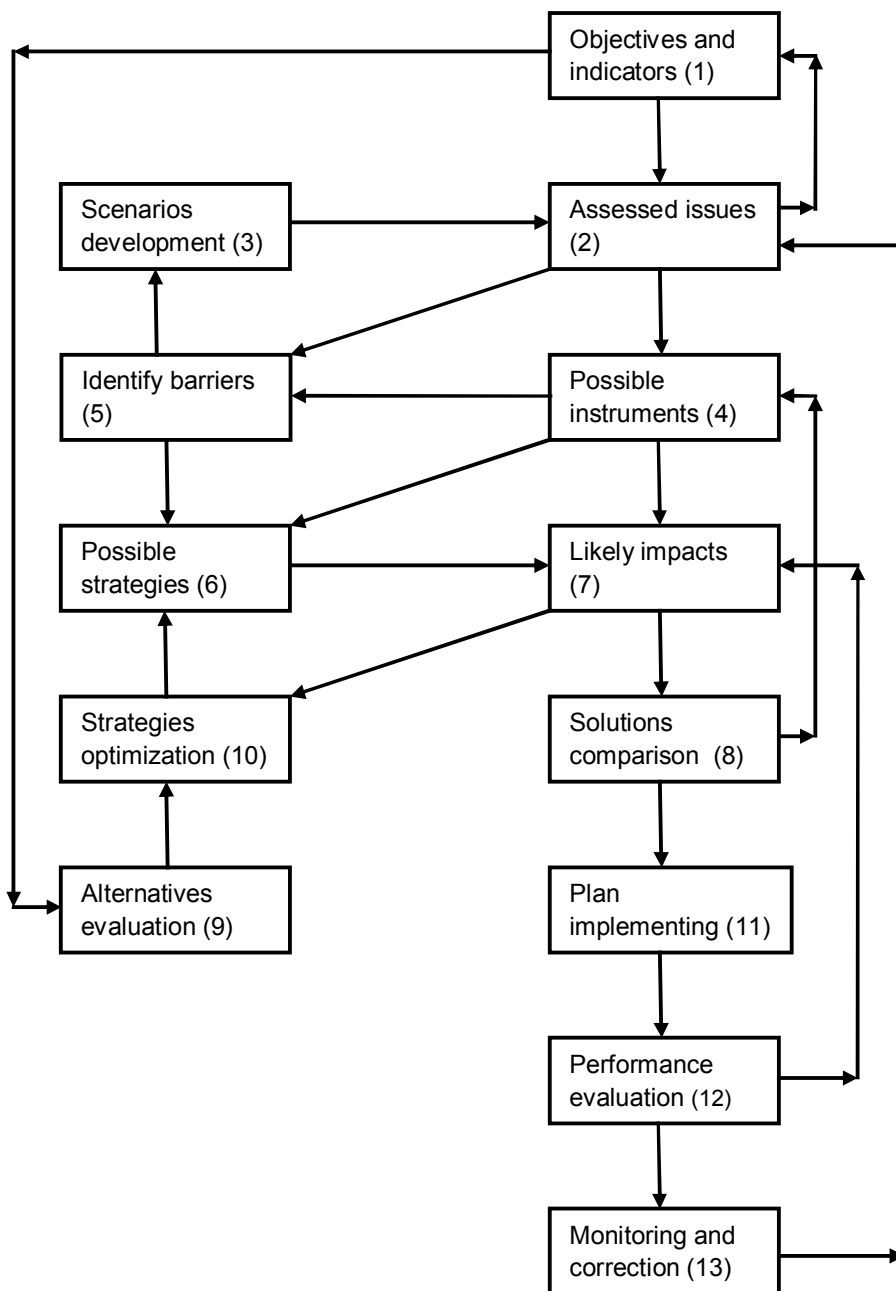 Objectives and
indicators (1)
Scenarios
development (3)
Assessed issues
(2)
Identify barriers
(5)
Possible
instruments (4)
Possible
strategies (6)
Likely impacts
(7)
Strategies
optimization (10)
Solutions
comparison (8)
Alternatives
evaluation (9)
Plan
implementing (11)
Performance
evaluation (12)
Monitoring and
correction (13)